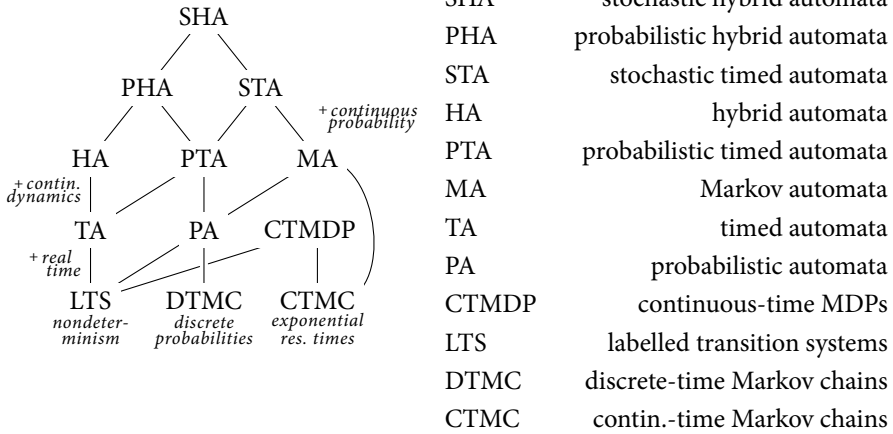 SHA
PHA STA
+ continuous
probability
HA PTA MA
+ contin.
dynamics
TA PA CTMDP
+ real
time
LTS DTMC CTMC
nondeter-
minism
discrete
probabilities
exponential
res. times
SHA stochastic hybrid automata
PHA probabilistic hybrid automata
STA stochastic timed automata
HA hybrid automata
PTA probabilistic timed automata
MA Markov automata
TA timed automata
PA probabilistic automata
CTMDP continuous-time MDPs
LTS labelled transition systems
DTMC discrete-time Markov chains
CTMC contin.-time Markov chains